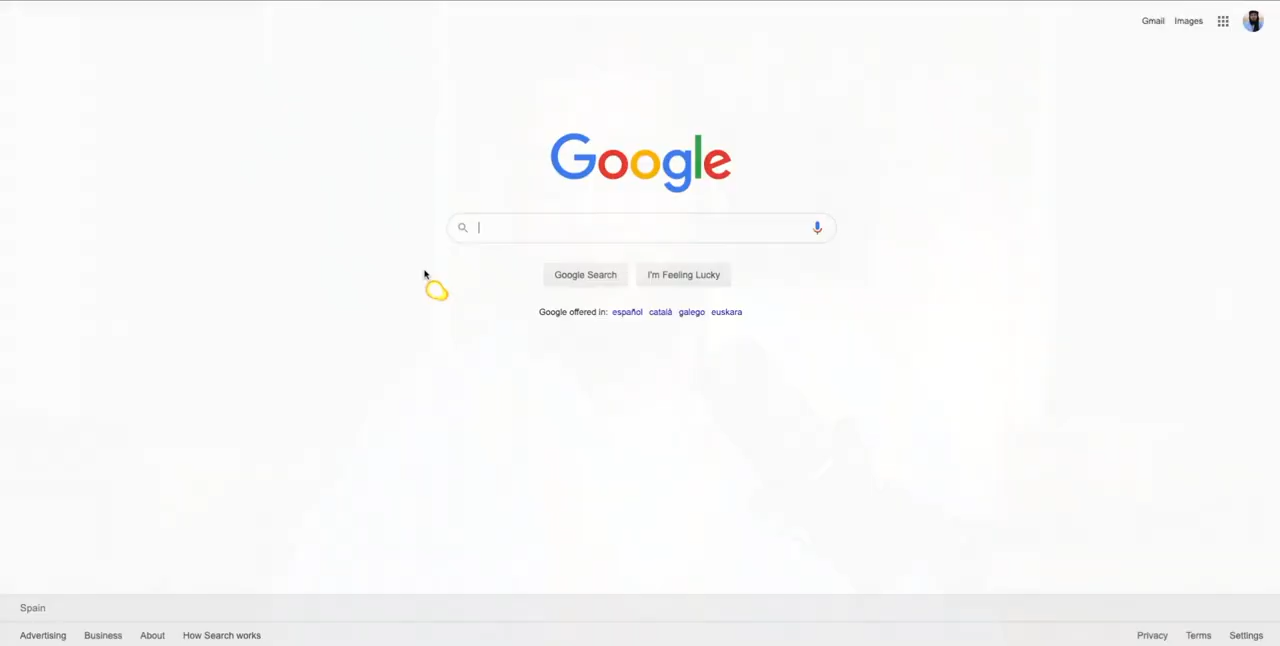 Gmail Images
Google
Google Search I'm Feeling Lucky
Google offered in: español català galego euskara
Spain
Advertising Business About How Search works Privacy Terms Settings